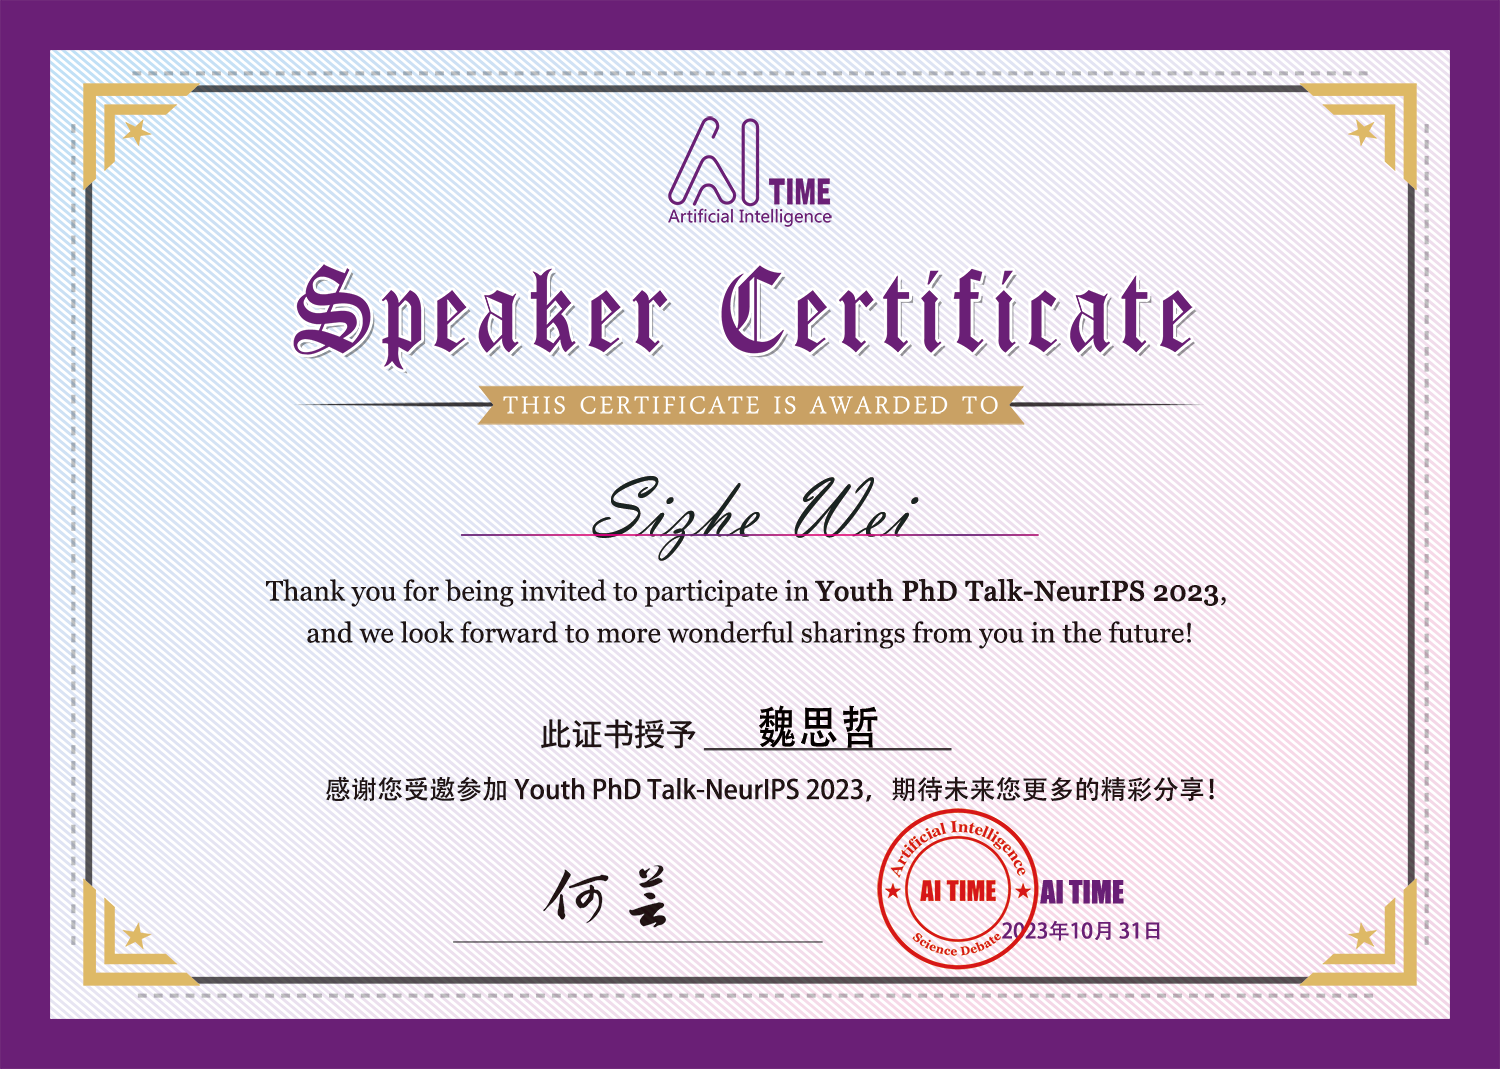 AI TIME
Artificial Intelligence
Speaker Certificate
THIS CERTIFICATE IS AWARDED TO
Sizhe Wei
Thank you for being invited to participate in Youth PhD Talk-NeurIPS 2023,
and we look forward to more wonderful sharings from you in the future!
此证书授予 魏思哲
感谢您受邀参加 Youth PhD Talk-NeurIPS 2023，期待未来您更多的精彩分享！
何芸
Artificial Intelligence
AI TIME
Science Debate
AI TIME
2023年10月 31日